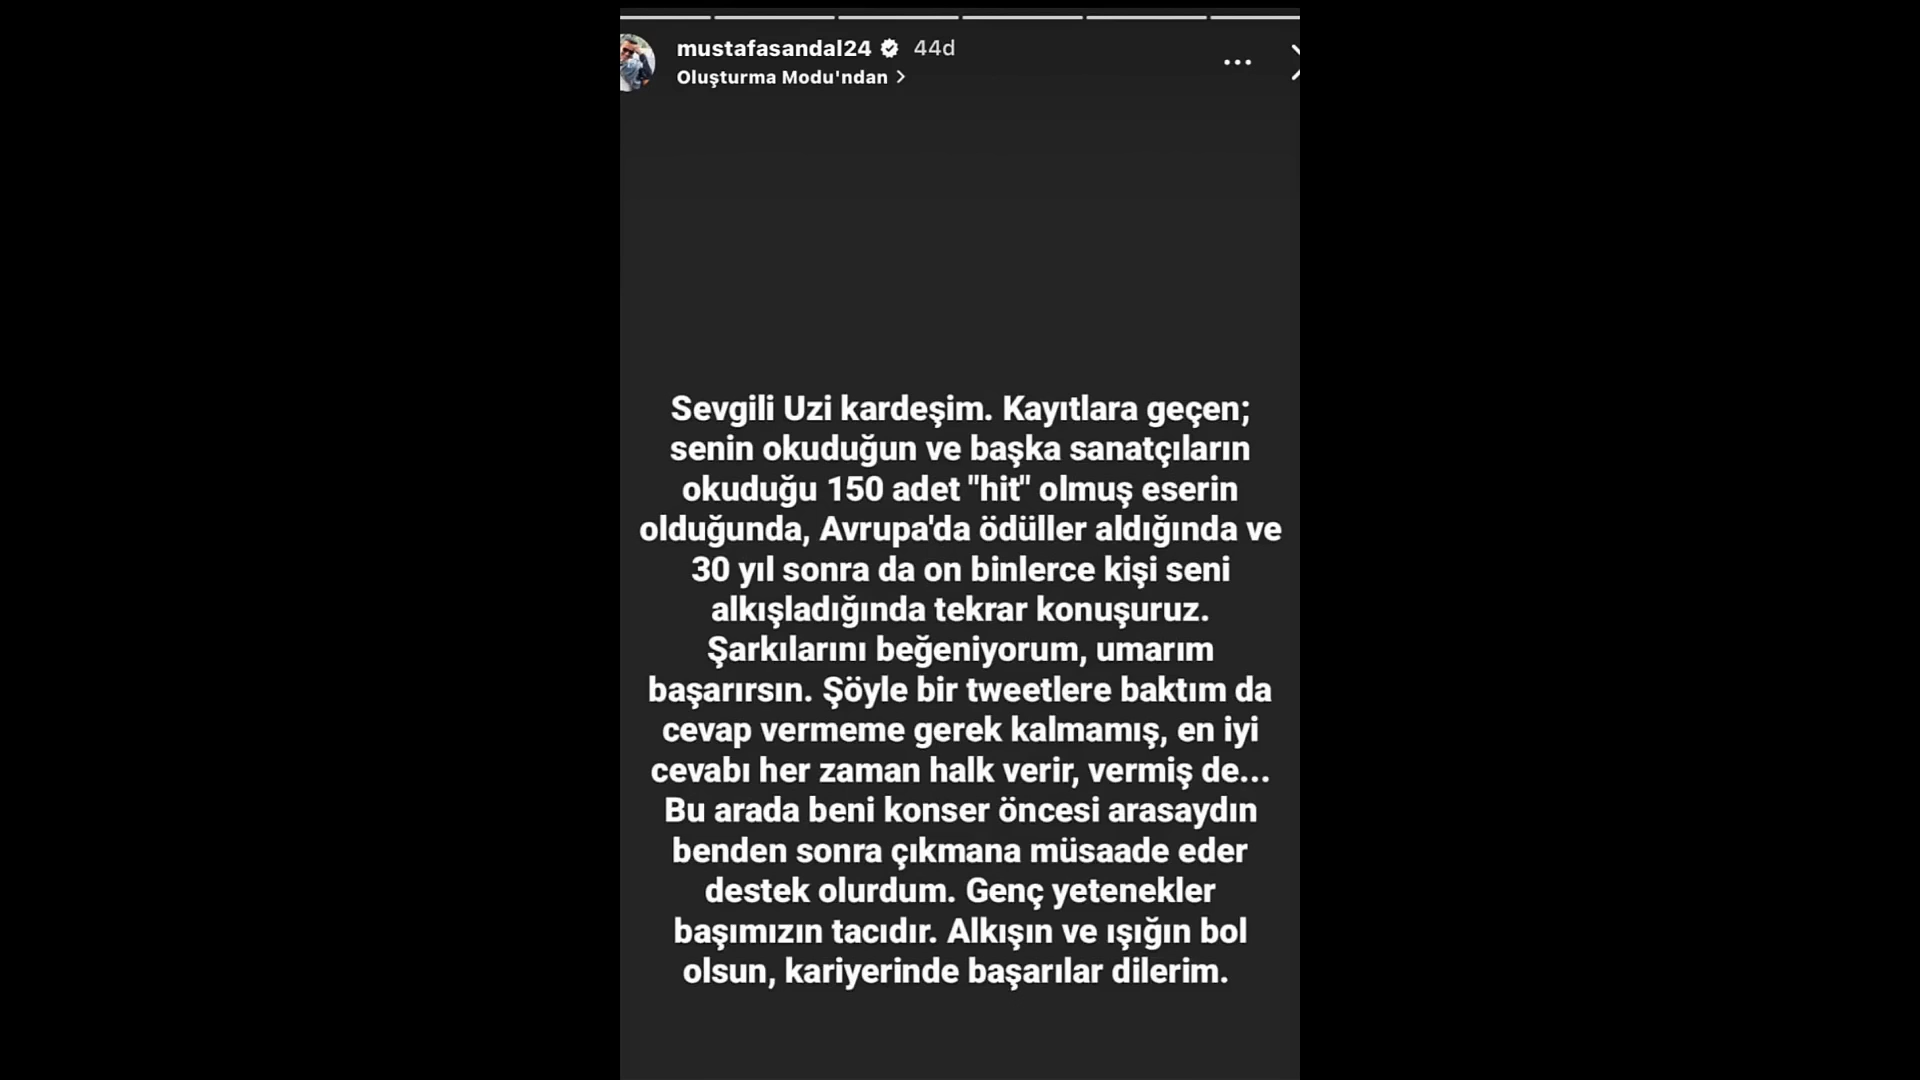 mustafasandal24 44d
Oluşturma Modu'ndan
Sevgili Uzi kardeşim. Kayıtlara geçen;
senin okuduğun ve başka sanatçıların
okuduğu 150 adet "hit" olmuş eserin
olduğunda, Avrupa'da ödüller aldığında ve
30 yıl sonra da on binlerce kişi seni
alkışladığında tekrar konuşuruz.
Şarkılarını beğeniyorum, umarım
başarırsın. Şöyle bir tweetlere baktım da
cevap vermeme gerek kalmamış, en iyi
cevabı her zaman halk verir, vermiş de...
Bu arada beni konser öncesi arasaydın
benden sonra çıkmana müsaade eder
destek olurdum. Genç yetenekler
başımızın tacıdır. Alkışın ve ışığın bol
olsun, kariyerinde başarılar dilerim.